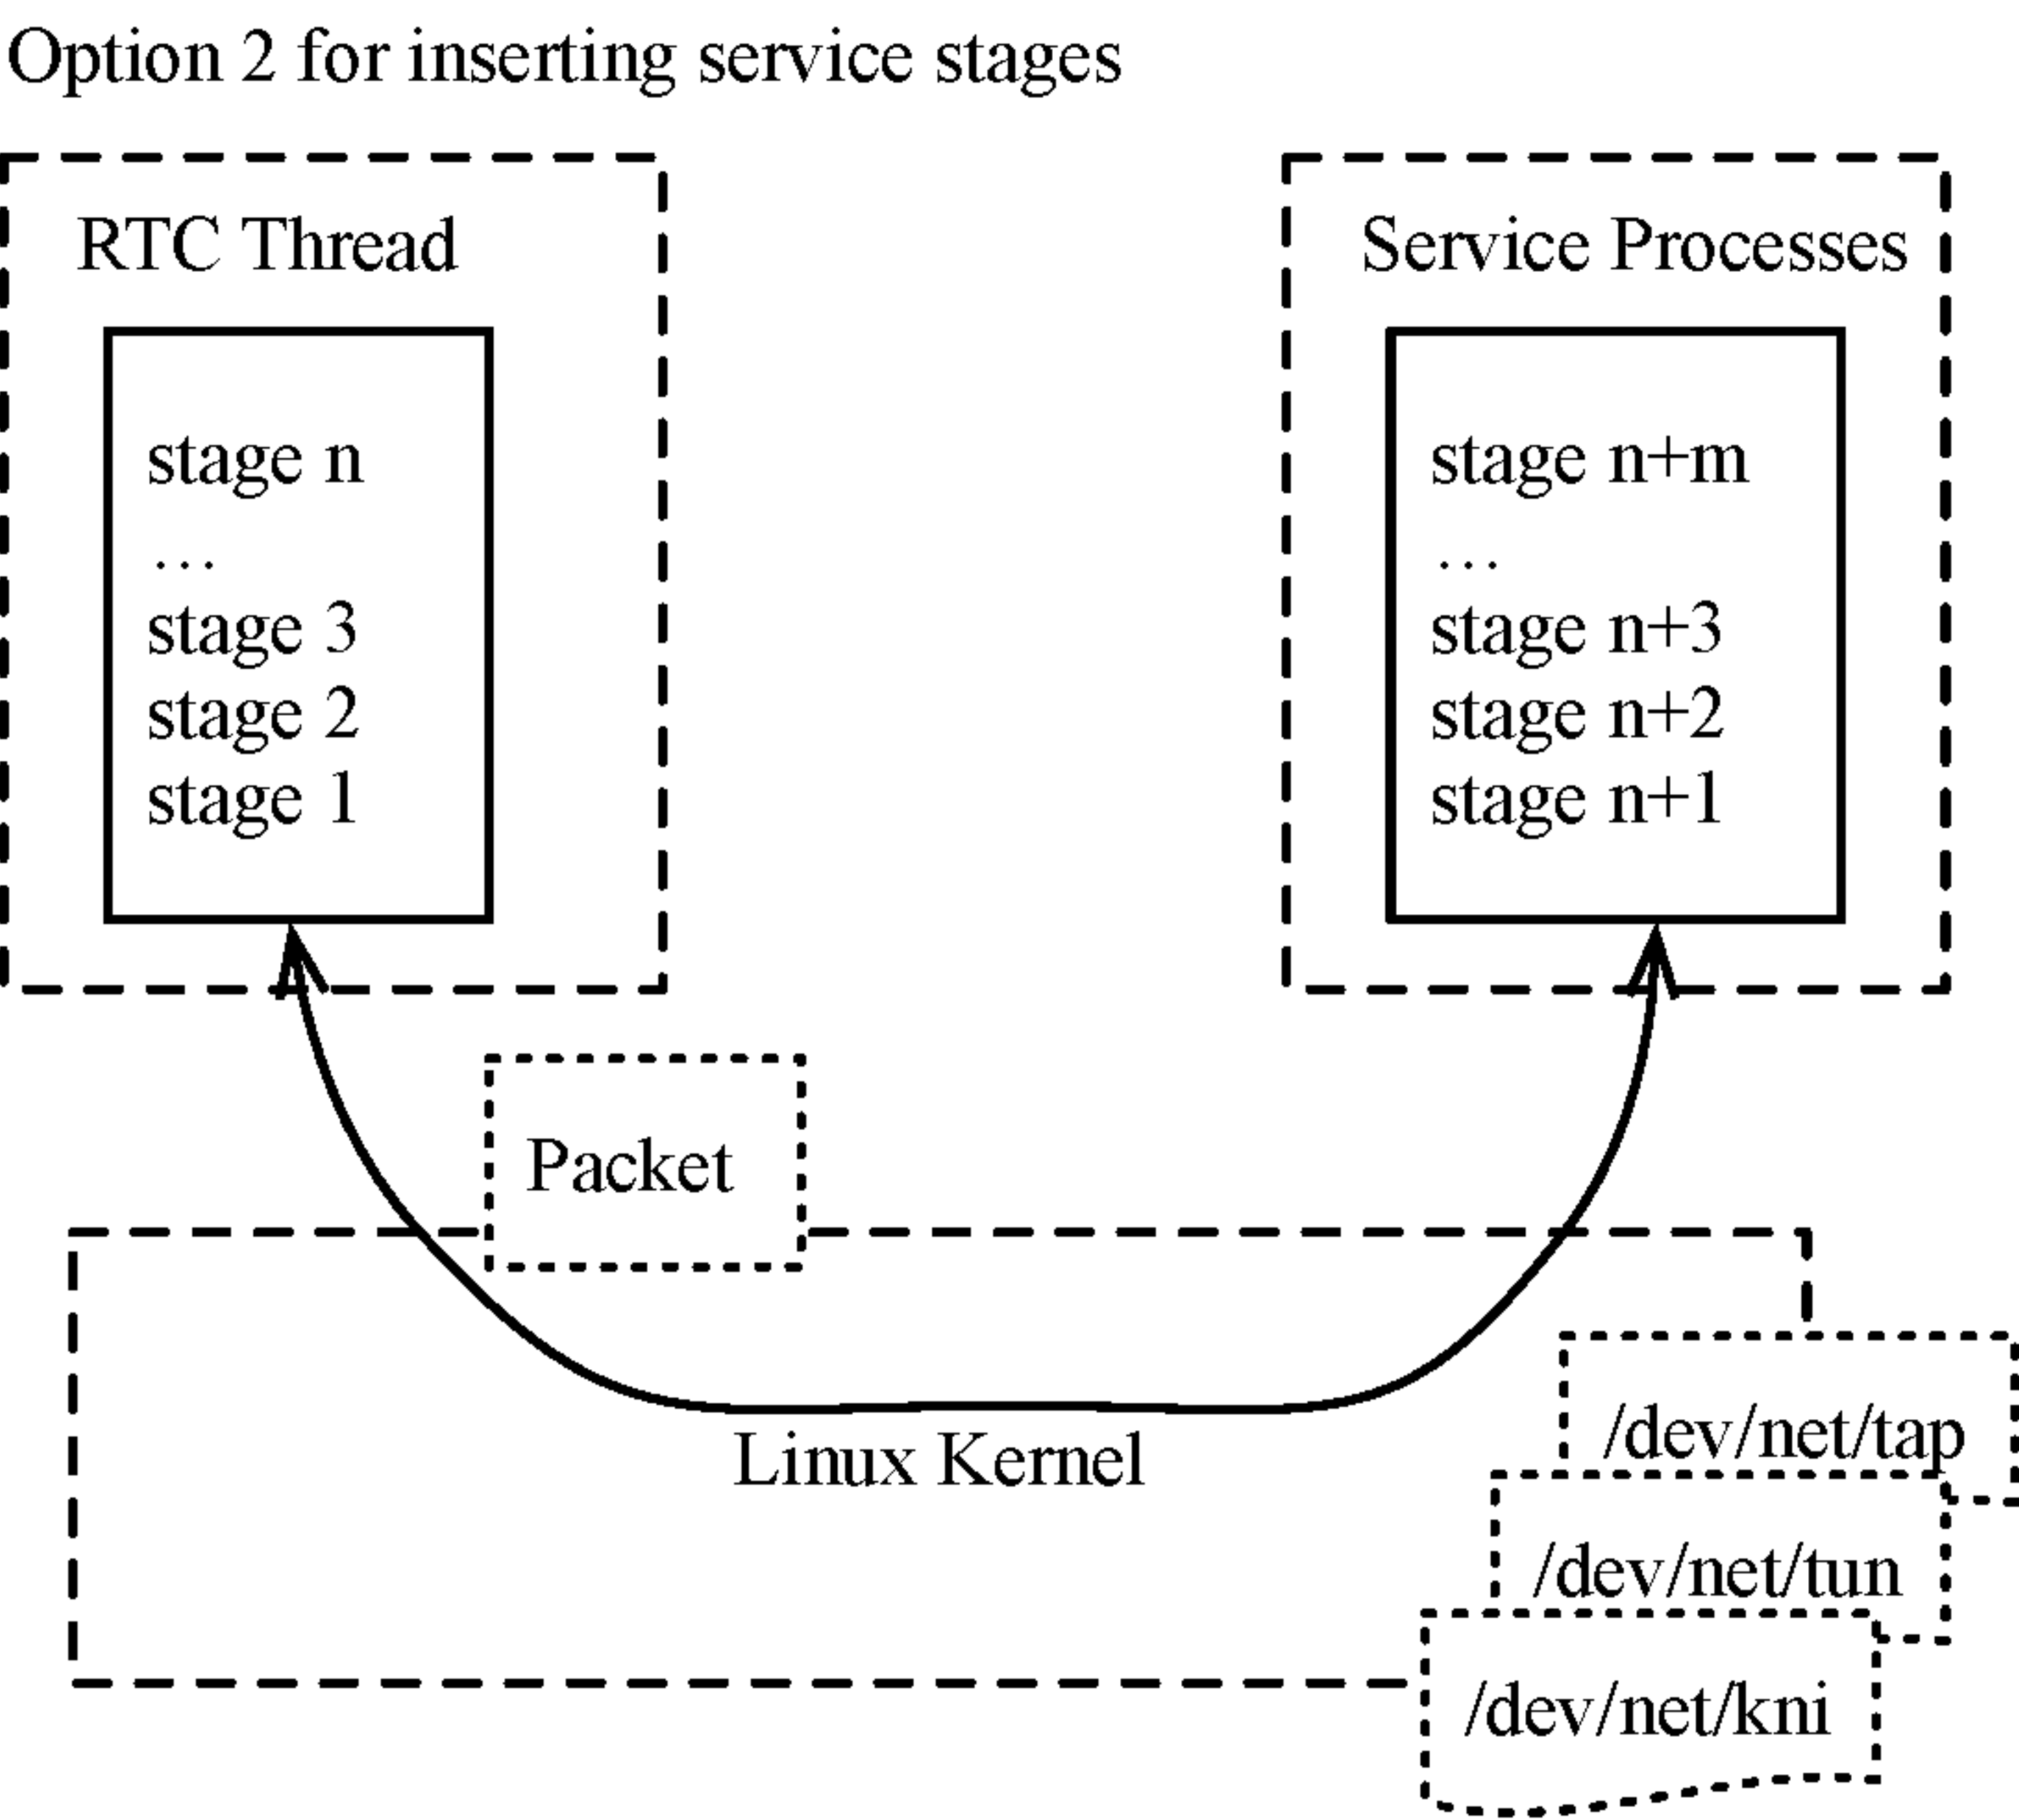 Option 2 for inserting service stages
RTC Thread
stage n
...
stage 3
stage 2
stage 1
Service Processes
stage n+m
...
stage n+3
stage n+2
stage n+1
Packet
Linux Kernel
/dev/net/tap
/dev/net/tun
/dev/net/kni